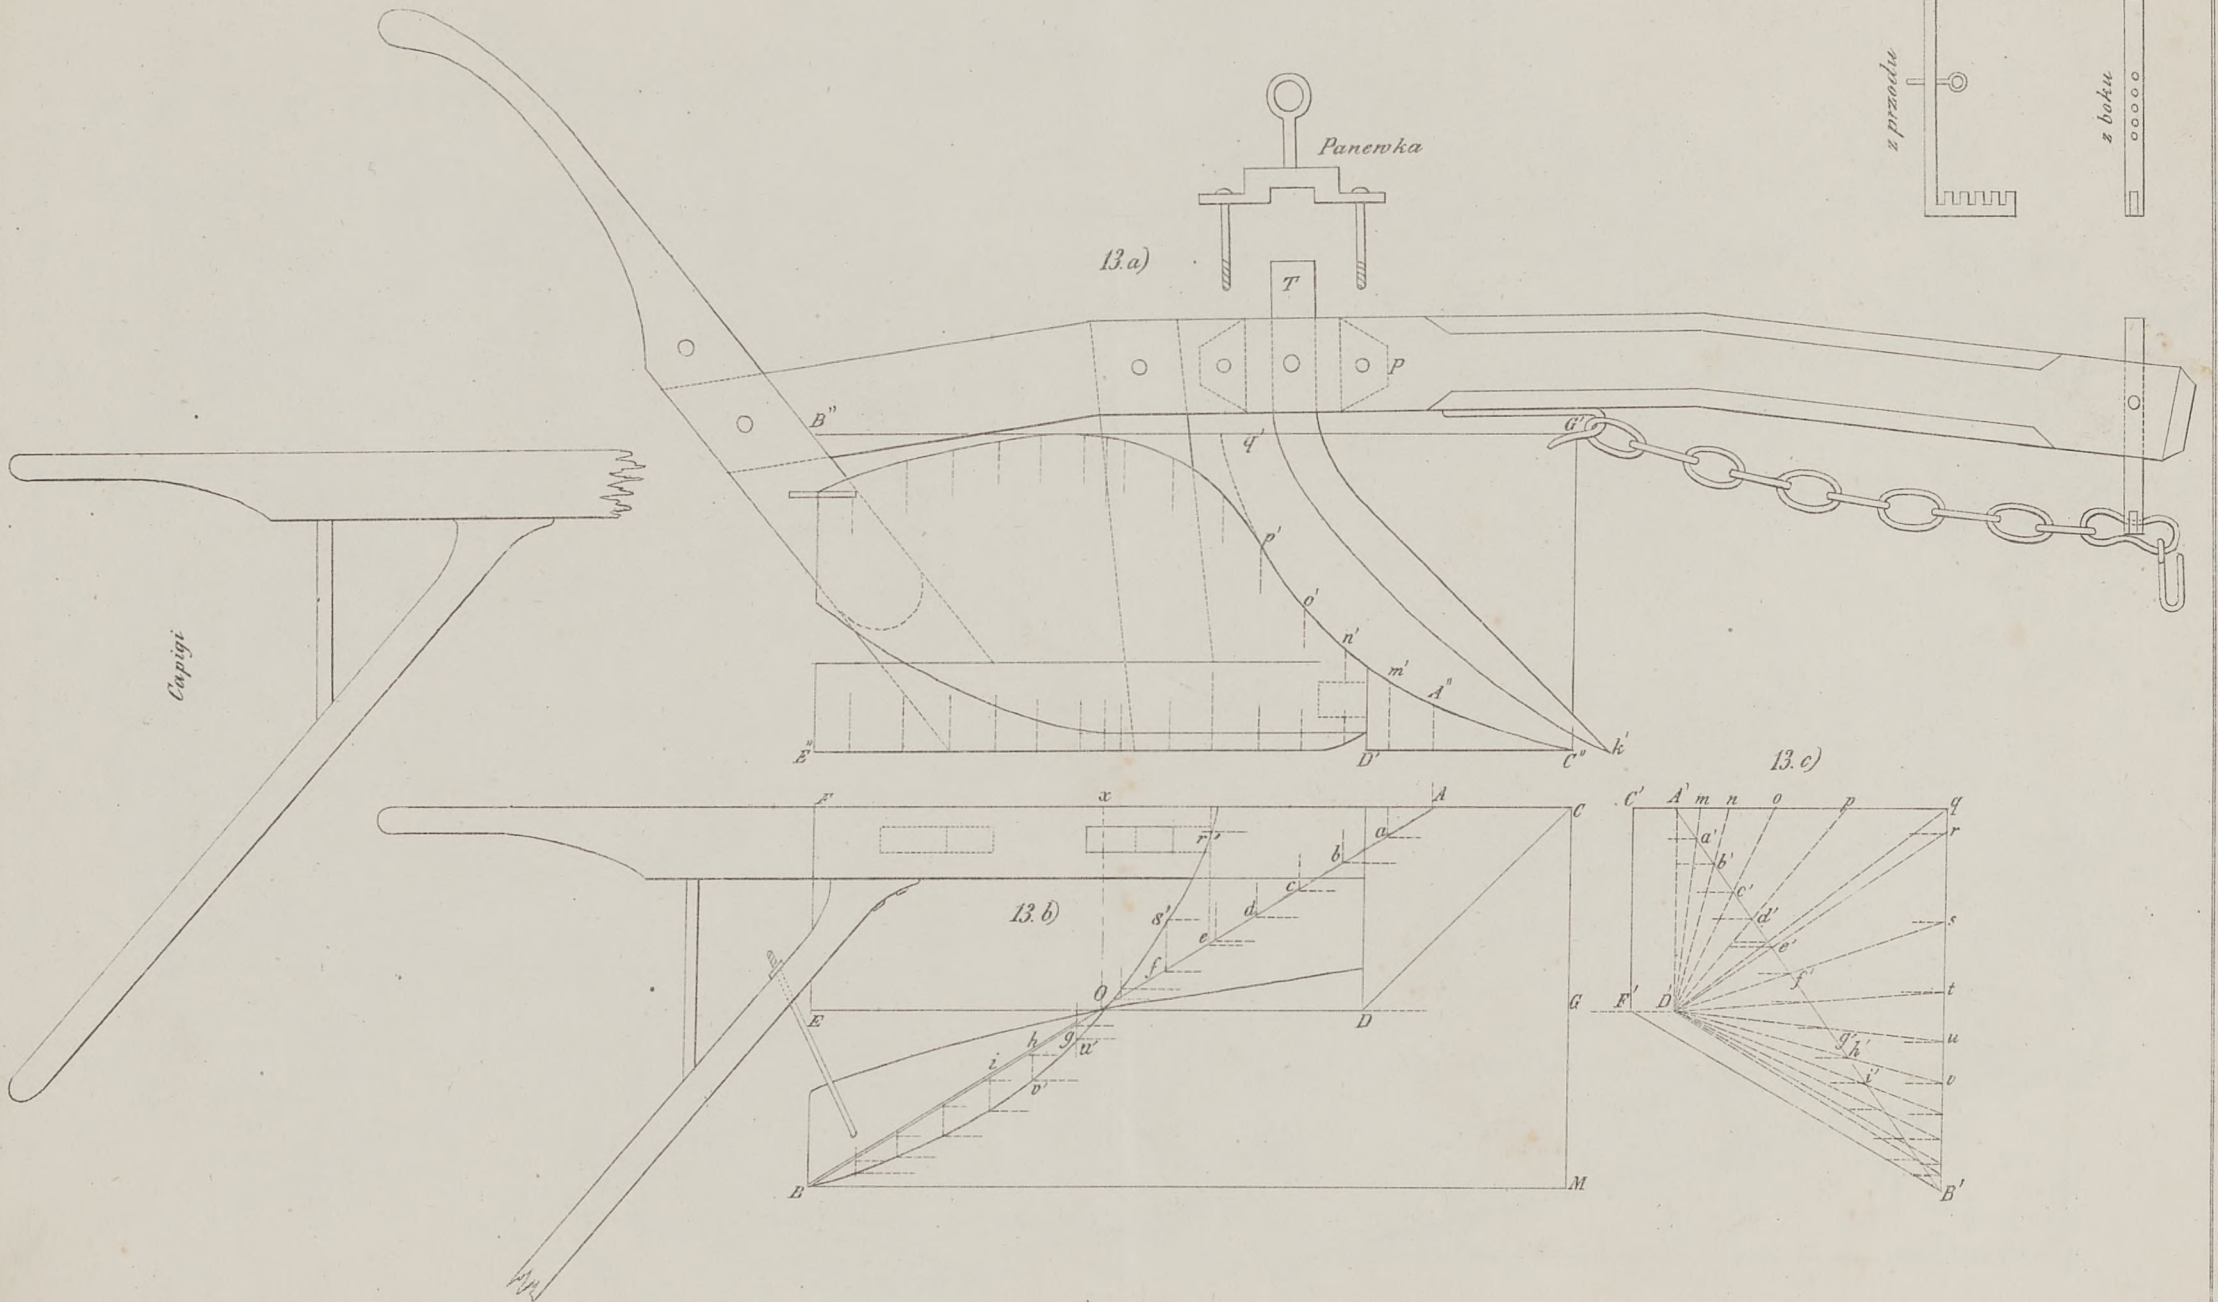 z przodu
z boku
Panewka
13.a)
T
P
B"
q'
G'
p'
o'
n'
m'
A"
Capigi
E"
D'
C"
k'
13.c)
F
x
A
C
C' A' m n o p q
r'
a
a'
r
b
b'
c
c'
13.b)
s'
d
d'
s
e
e'
f
f'
O
t
E
D
G
F' D'
h g u'
g' h'
u
i
v'
i'
v
B
M
B'